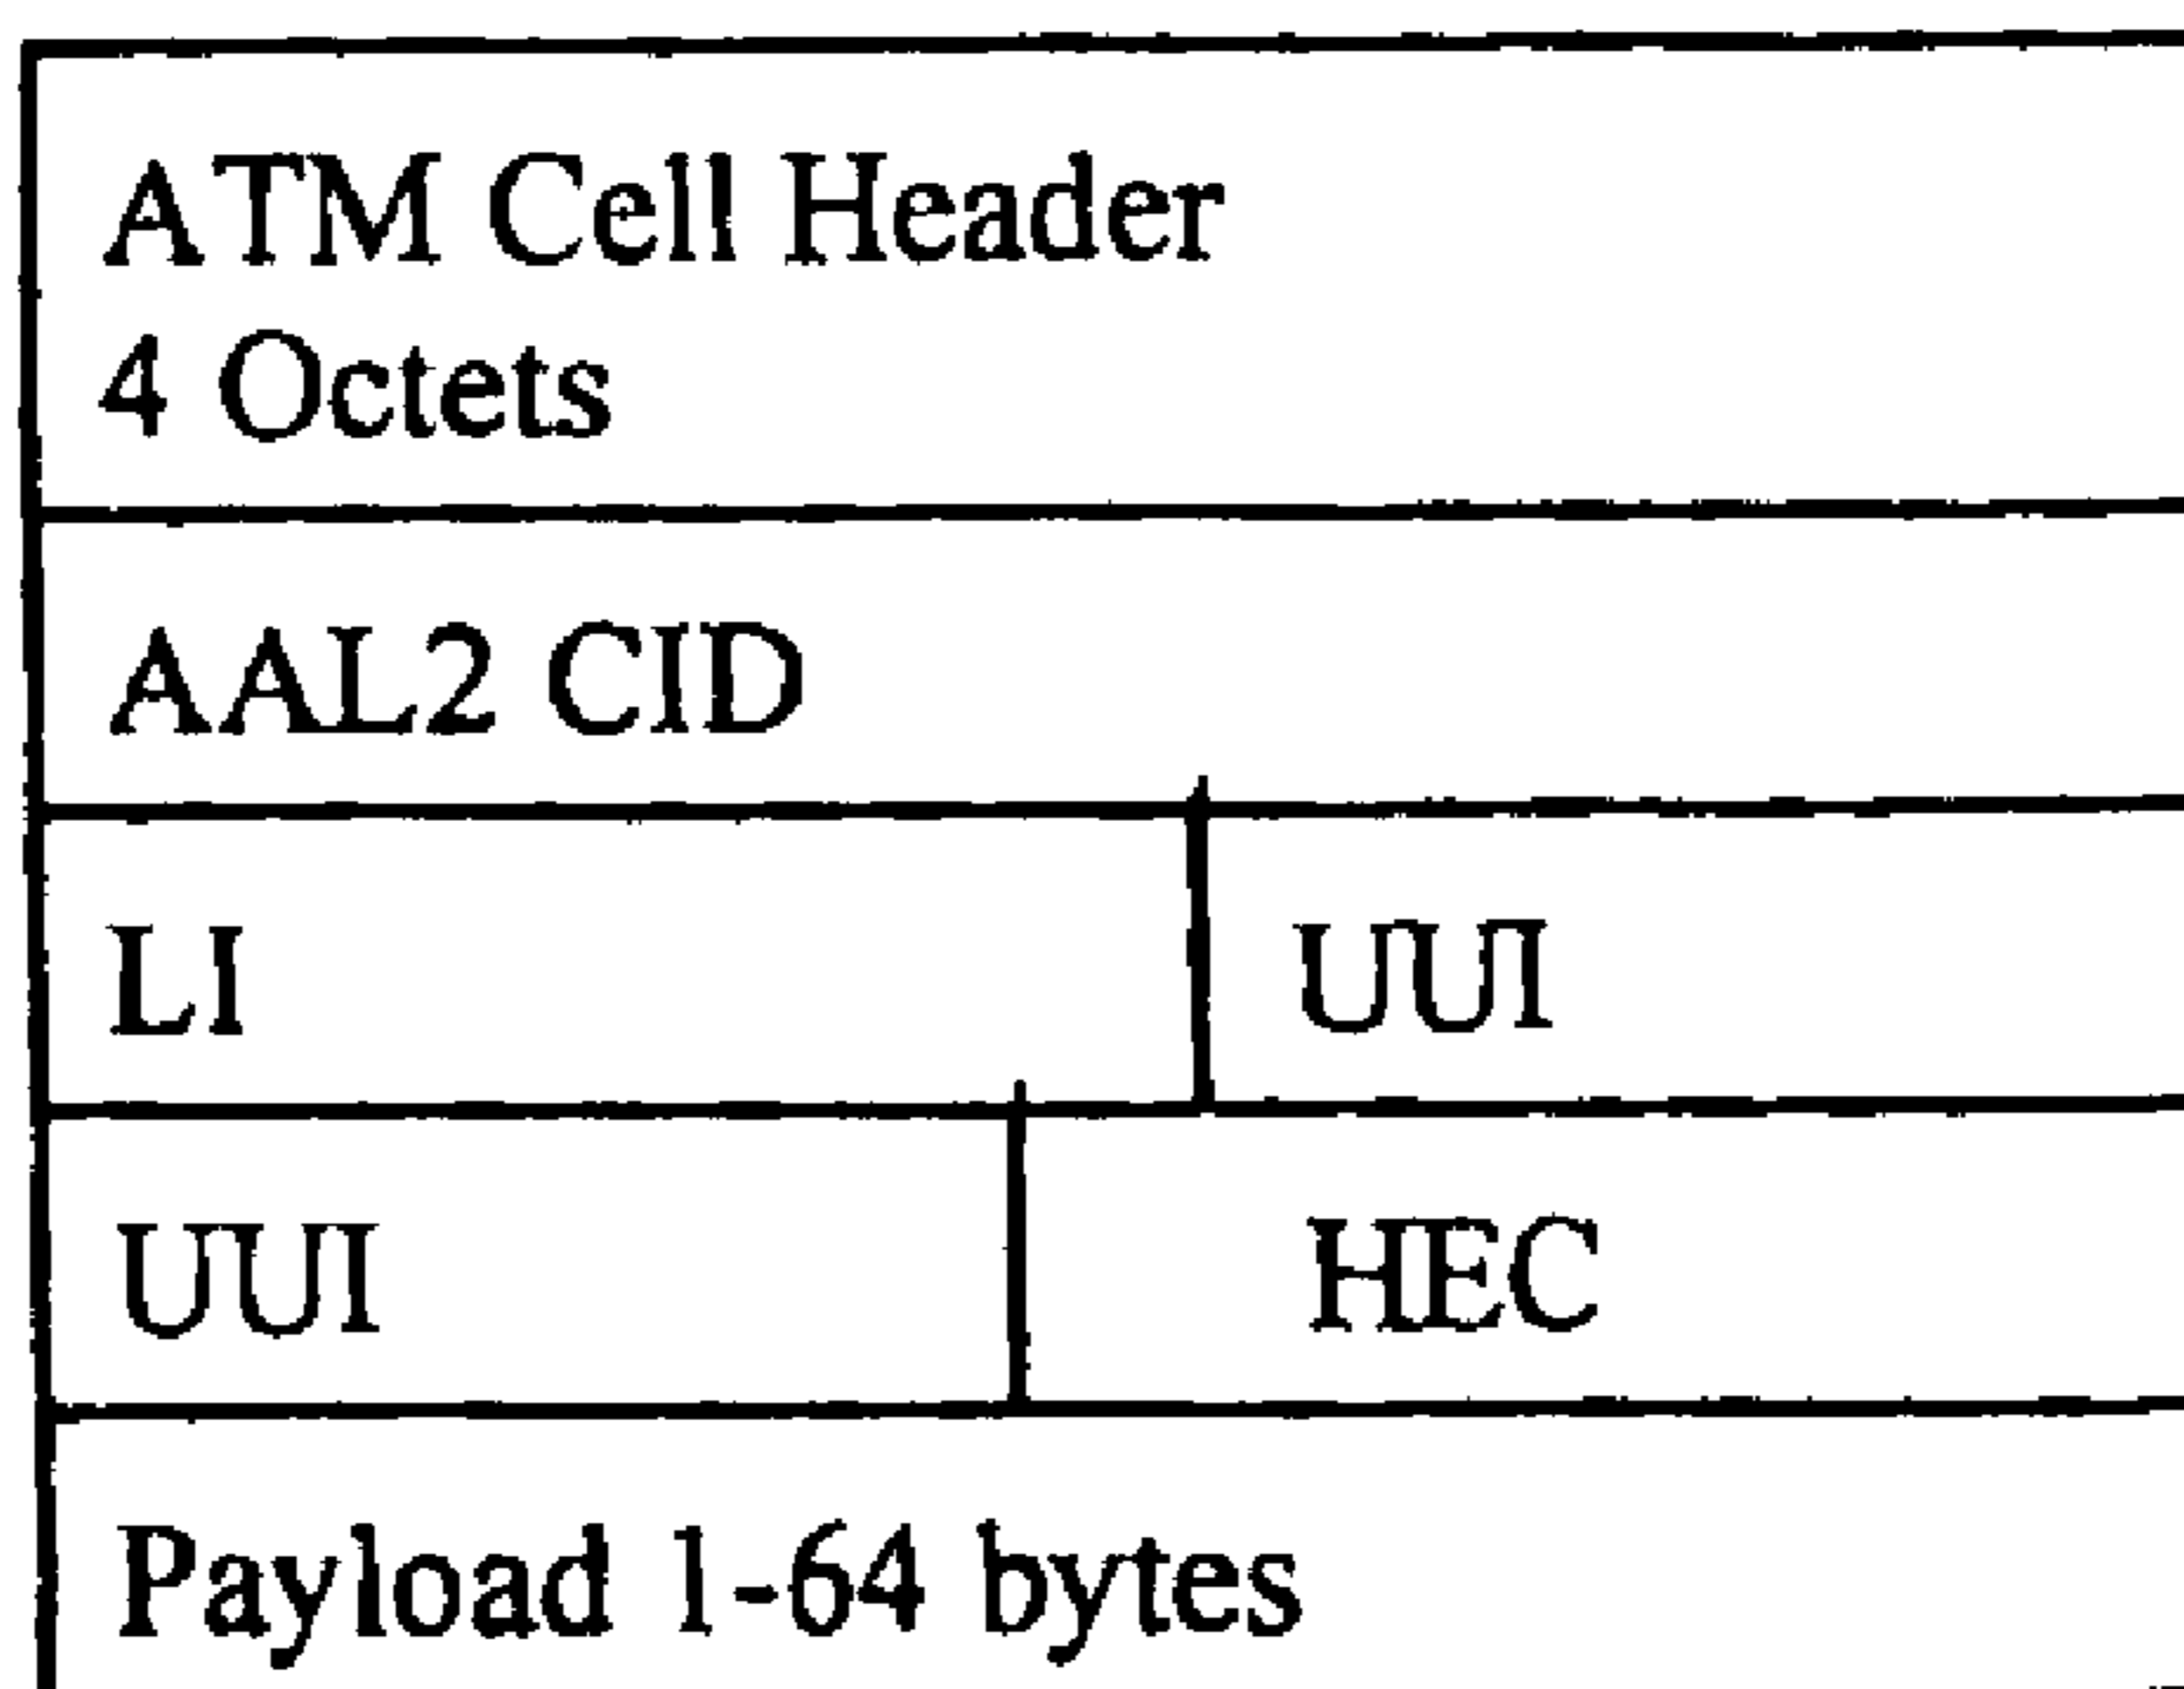 ATM Cell Header
4 Octets
AAL2 CID
LI UUI
UUI HEC
Payload 1-64 bytes